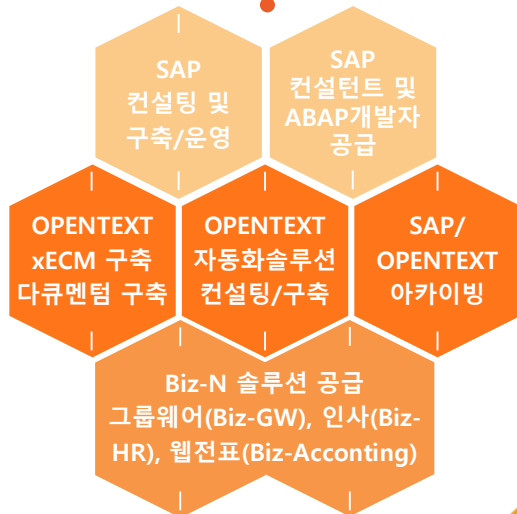 SAP
컨설팅 및
구축/운영
SAP
컨설턴트 및
ABAP개발자
공급
OPENTEXT
xECM 구축
다큐멘텀 구축
OPENTEXT
자동화솔루션
컨설팅/구축
SAP/
OPENTEXT
아카이빙
Biz-N 솔루션 공급
그룹웨어(Biz-GW), 인사(Biz-
HR), 웹전표(Biz-Acconting)